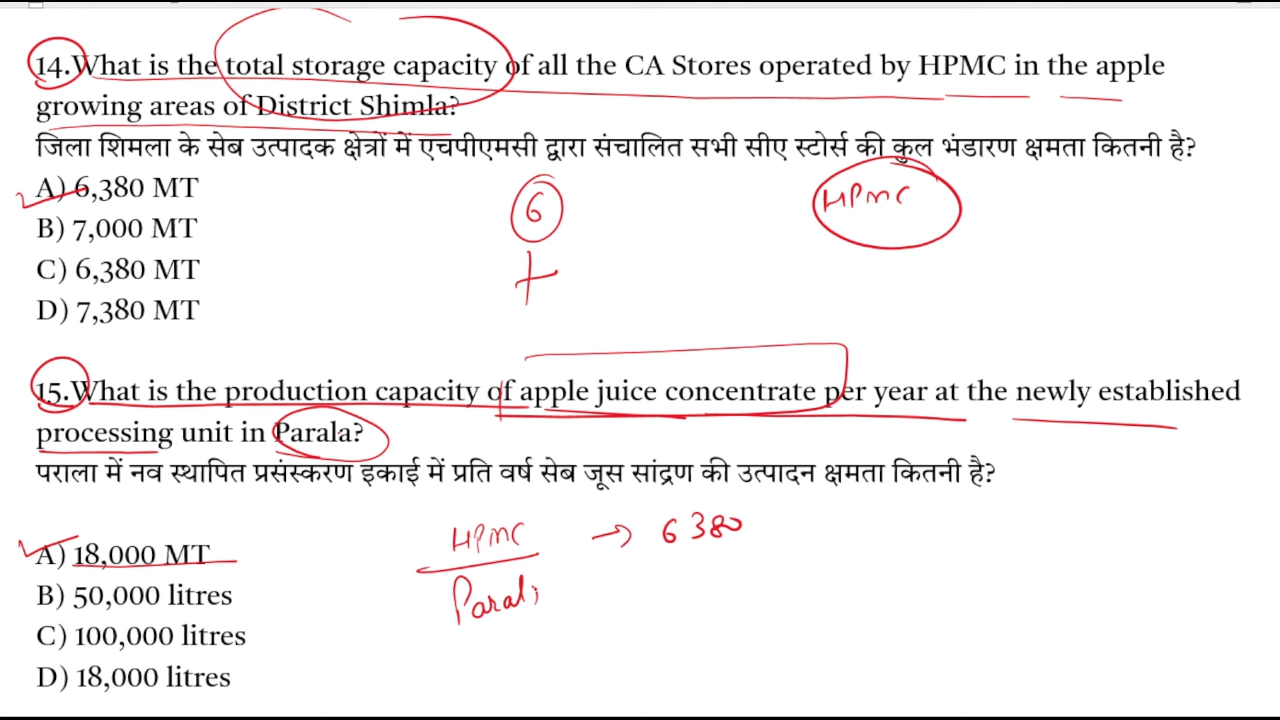 14.What is the total storage capacity of all the CA Stores operated by HPMC in the apple
growing areas of District Shimla?
जिला शिमला के सेब उत्पादक क्षेत्रों में एचपीएमसी द्वारा संचालित सभी सीए स्टोर्स की कुल भंडारण क्षमता कितनी है?
A) 6,380 MT
B) 7,000 MT
C) 6,380 MT
D) 7,380 MT
6
HPMC
15.What is the production capacity of apple juice concentrate per year at the newly established
processing unit in Parala?
पराला में नव स्थापित प्रसंस्करण इकाई में प्रति वर्ष सेब जूस सांद्रण की उत्पादन क्षमता कितनी है?
A) 18,000 MT
B) 50,000 litres
C) 100,000 litres
D) 18,000 litres
HPMC → 6380